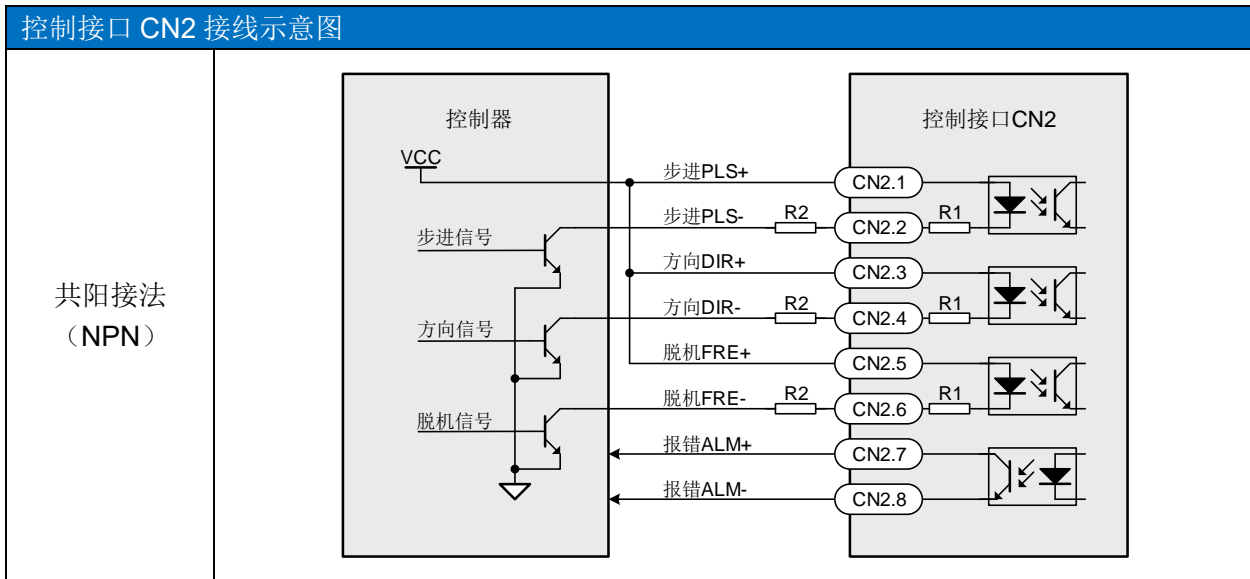 控制接口 CN2 接线示意图
共阳接法
（NPN）
控制器
控制接口CN2
VCC
步进PLS+
CN2.1
步进信号
步进PLS-
R2
CN2.2
R1
方向DIR+
CN2.3
方向信号
方向DIR-
R2
CN2.4
R1
脱机FRE+
CN2.5
脱机信号
脱机FRE-
R2
CN2.6
R1
报错ALM+
CN2.7
报错ALM-
CN2.8